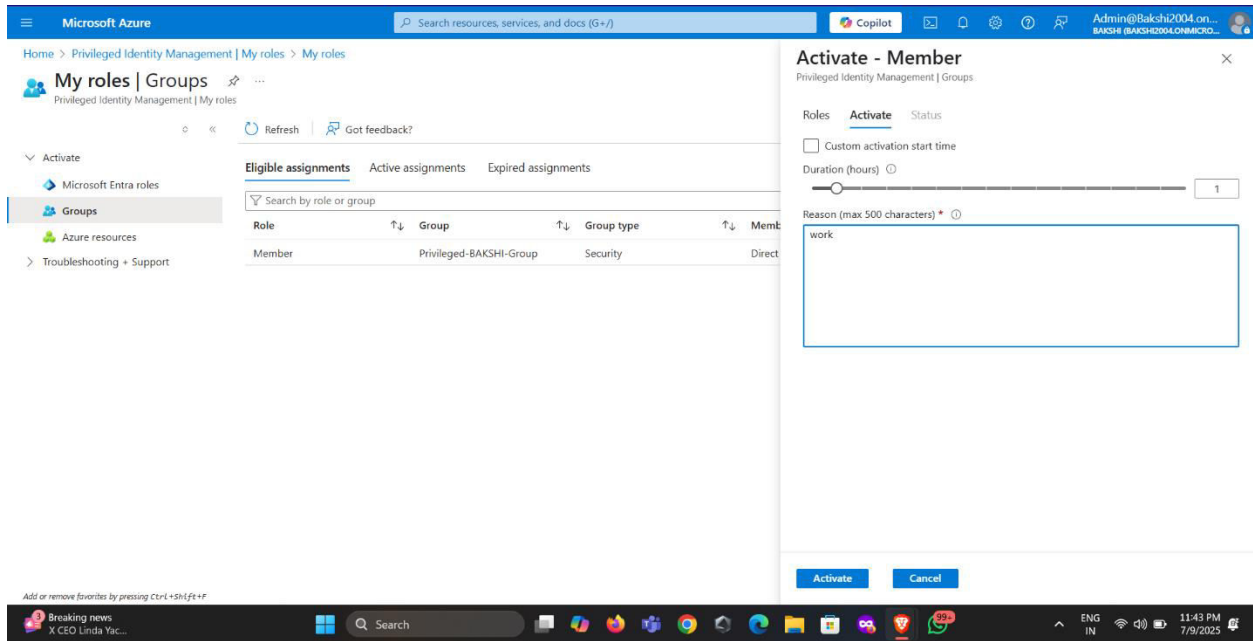 Microsoft Azure
Search resources, services, and docs (G+/)
Copilot
Admin@Bakshi2004.on...
BAKSHI (BAKSHI2004.ONMICRO...
Home > Privileged Identity Management | My roles > My roles
My roles | Groups
Privileged Identity Management | My roles
Refresh
Got feedback?
Activate
Microsoft Entra roles
Groups
Azure resources
Troubleshooting + Support
Eligible assignments
Active assignments
Expired assignments
Search by role or group
Role
Group
Group type
Memb
Member
Privileged-BAKSHI-Group
Security
Direct
Activate - Member
Privileged Identity Management | Groups
Roles
Activate
Status
Custom activation start time
Duration (hours)
1
Reason (max 500 characters) *
work
Activate
Cancel
Add or remove favorites by pressing Ctrl+Shift+F
3
Breaking news
X CEO Linda Yac...
Search
99+
ENG
IN
11:43 PM
7/9/2025